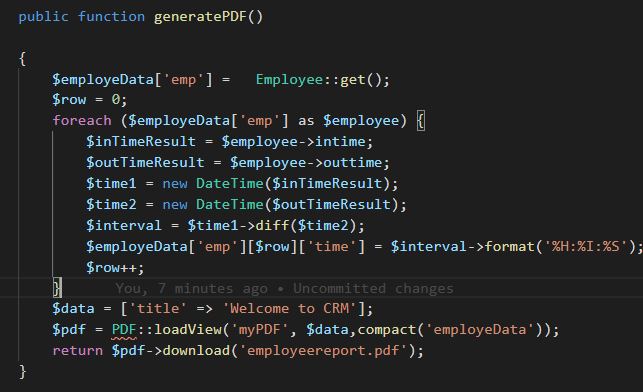 public function generatePDF()
{
$employeData['emp'] =   Employee::get();
$row = 0;
foreach ($employeData['emp'] as $employee) {
$inTimeResult = $employee->intime;
$outTimeResult = $employee->outtime;
$time1 = new DateTime($inTimeResult);
$time2 = new DateTime($outTimeResult);
$interval = $time1->diff($time2);
$employeData['emp'][$row]['time'] = $interval->format('%H:%I:%S');
$row++;
}     You, 7 minutes ago • Uncommitted changes
$data = ['title' => 'Welcome to CRM'];
$pdf = PDF::loadView('myPDF', $data,compact('employeData'));
return $pdf->download('employeereport.pdf');
}